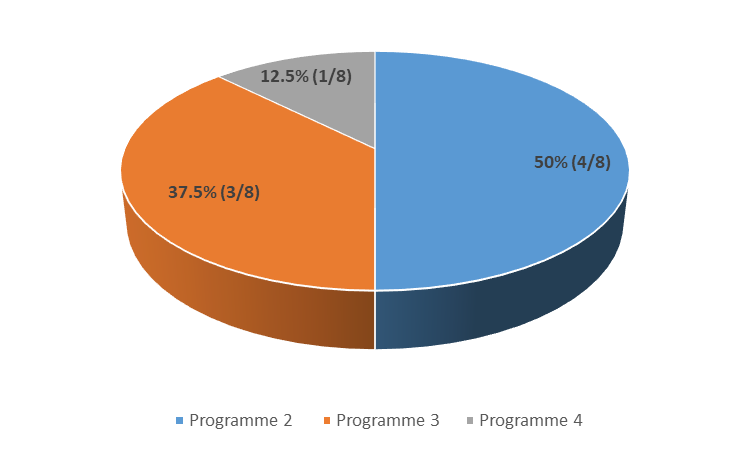 12.5% (1/8)
50% (4/8)
37.5% (3/8)
Programme 2
Programme 3
Programme 4